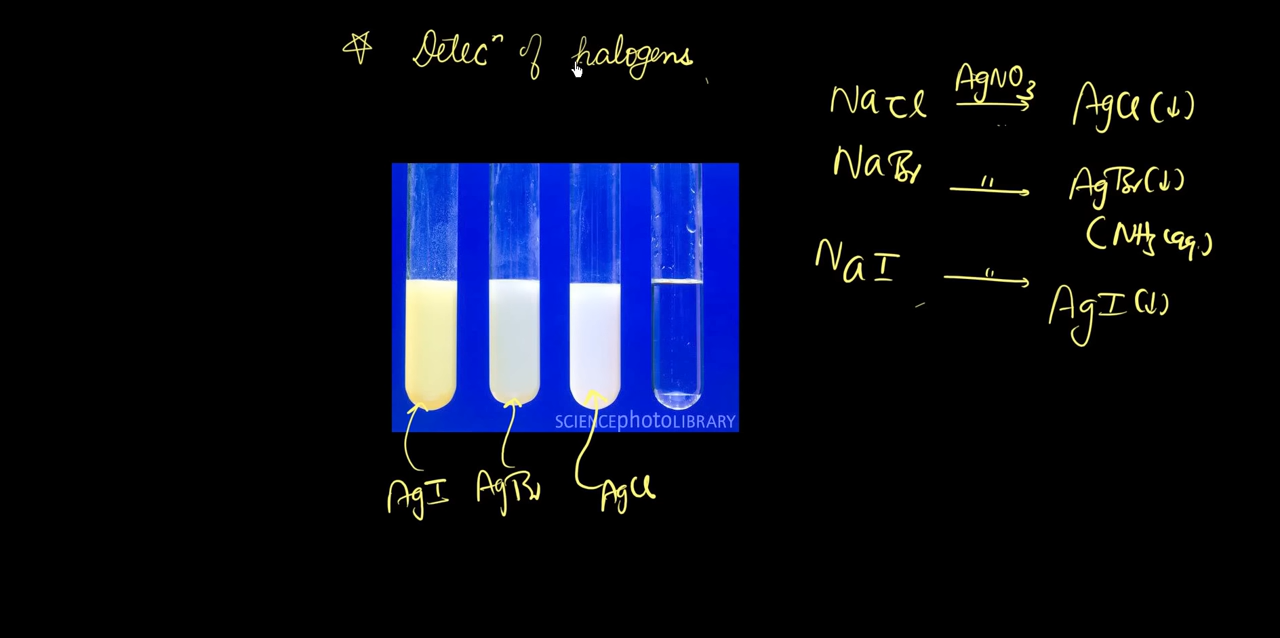 ☆ Detecⁿ of halogens
NaCl AgNO₃ → AgCl (↓)
NaBr " → AgBr (↓)
(NH₃ (aq.)
NaI " → AgI (↓)
SCIENCEphotoLIBRARY
AgI AgBr AgCl